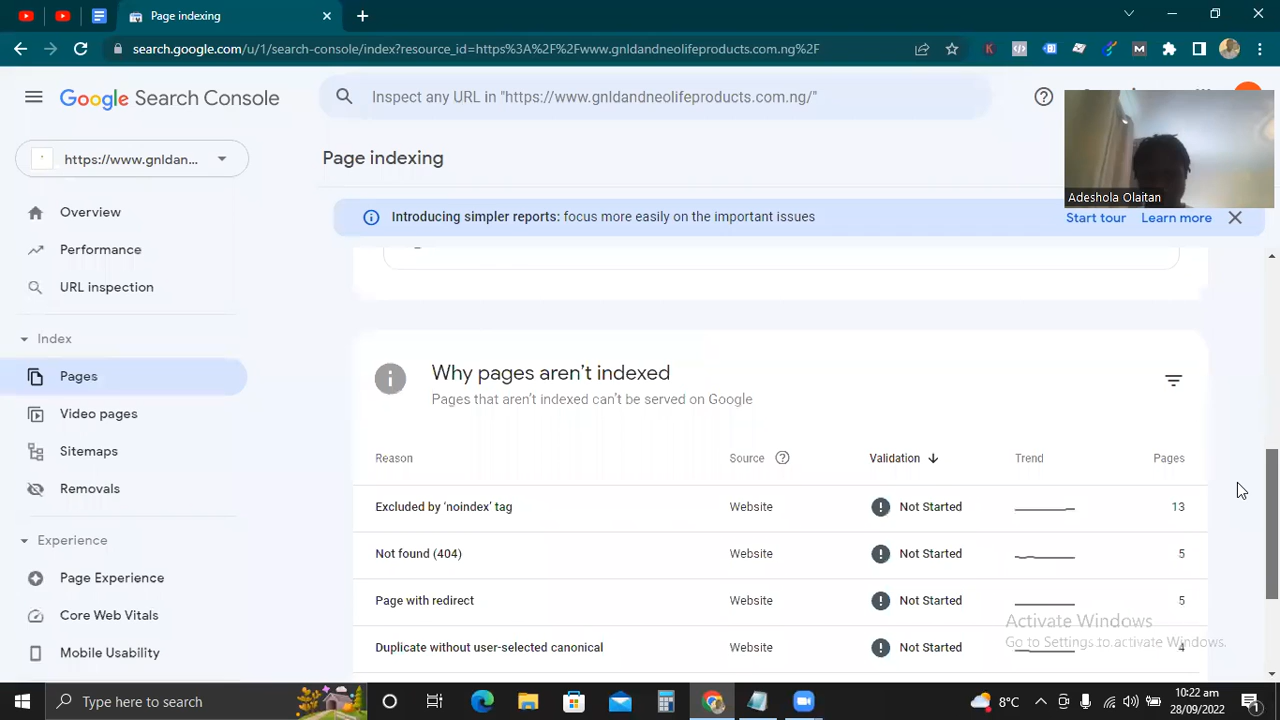 Page indexing
search.google.com/u/1/search-console/index?resource_id=https%3A%2F%2Fwww.gnldandneolifeproducts.com.ng%2F
K
M
Google Search Console
Inspect any URL in "https://www.gnldandneolifeproducts.com.ng/"
https://www.gnldan...
Page indexing
Adeshola Olaitan
Overview
Introducing simpler reports: focus more easily on the important issues
Start tour
Learn more
Performance
URL inspection
Index
Pages
Video pages
Sitemaps
Removals
Experience
Page Experience
Core Web Vitals
Mobile Usability
Why pages aren't indexed
Pages that aren't indexed can't be served on Google
Reason Source Validation Trend Pages
Excluded by 'noindex' tag Website Not Started 13
Not found (404) Website Not Started 5
Page with redirect Website Not Started 5
Duplicate without user-selected canonical Website Not Started 4
Activate Windows
Go to Settings to activate Windows.
Type here to search
8°C
10:22 am
28/09/2022
1